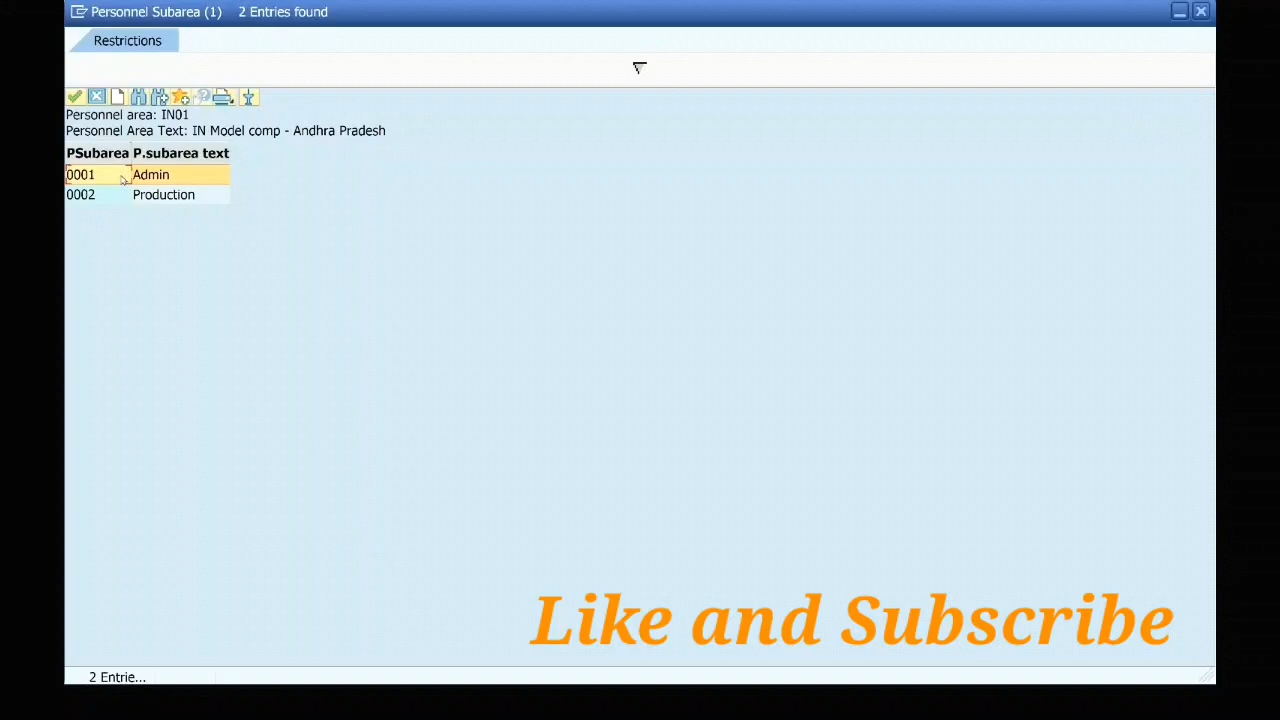 Personnel Subarea (1) 2 Entries found
Restrictions
Personnel area: IN01
Personnel Area Text: IN Model comp - Andhra Pradesh
PSubarea P.subarea text
0001 Admin
0002 Production
Like and Subscribe
2 Entrie...